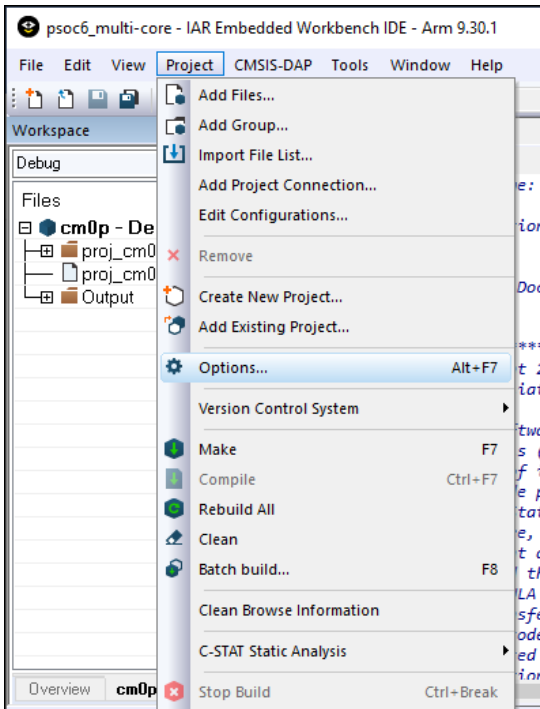 psoc6_multi-core - IAR Embedded Workbench IDE - Arm 9.30.1
File Edit View Project CMSIS-DAP Tools Window Help
Add Files...
Add Group...
Workspace
Import File List...
Debug
Add Project Connection...
Files
Edit Configurations...
cm0p - De
proj_cm0
Remove
proj_cm0
Output
Create New Project...
Add Existing Project...
Options... Alt+F7
Version Control System
Make F7
Compile Ctrl+F7
Rebuild All
Clean
Batch build... F8
Clean Browse Information
C-STAT Static Analysis
Overview cm0p
Stop Build Ctrl+Break